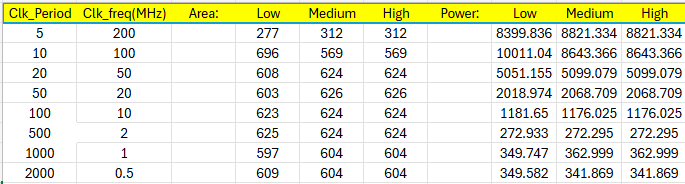 Clk_Period Clk_freq(MHz) Area: Low Medium High Power: Low Medium High
5 200 277 312 312 8399.836 8821.334 8821.334
10 100 696 569 569 10011.04 8643.366 8643.366
20 50 608 624 624 5051.155 5099.079 5099.079
50 20 603 626 626 2018.974 2068.709 2068.709
100 10 623 624 624 1181.65 1176.025 1176.025
500 2 625 624 624 272.933 272.295 272.295
1000 1 597 604 604 349.747 362.999 362.999
2000 0.5 609 604 604 349.582 341.869 341.869